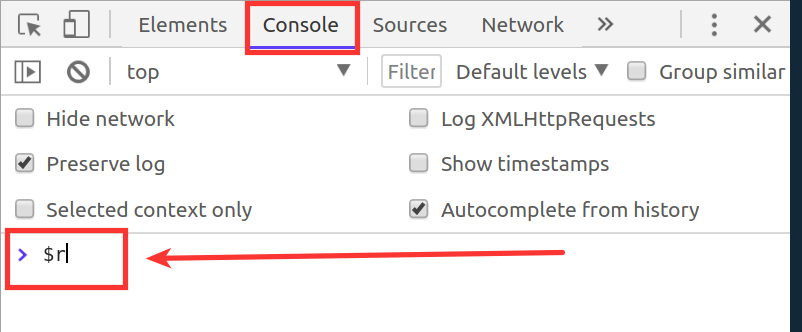 Elements Console Sources Network »
top Filter Default levels Group similar
Hide network Log XMLHttpRequests
Preserve log Show timestamps
Selected context only Autocomplete from history
> $r